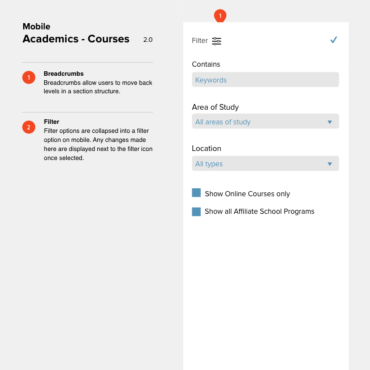 Mobile
Academics - Courses 2.0
1
Breadcrumbs
Breadcrumbs allow users to move back
levels in a section structure.
2
Filter
Filter options are collapsed into a filter
option on mobile. Any changes made
here are displayed next to the filter icon
once selected.
1
Filter
Contains
Keywords
Area of Study
All areas of study
Location
All types
Show Online Courses only
Show all Affiliate School Programs